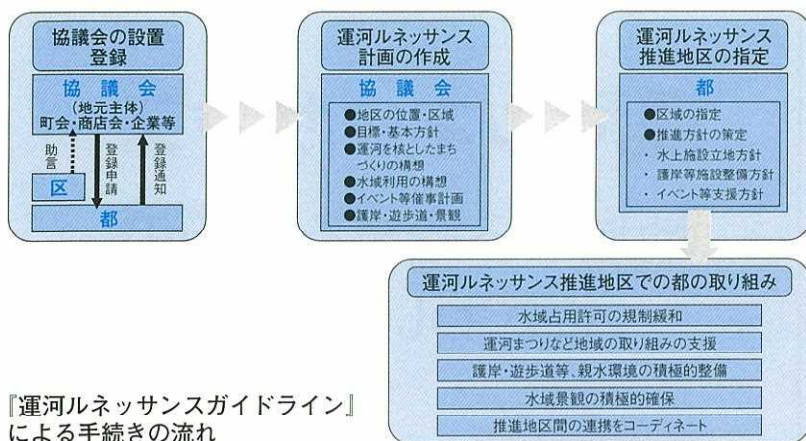 協議会の設置
登録
協議会
(地元主体)
町会・商店会・企業等
助言
登録申請
登録通知
区
都
運河ルネッサンス
計画の作成
協議会
●地区の位置・区域
●目標・基本方針
●運河を核としたまち
づくりの構想
●水域利用の構想
●イベント等催事計画
●護岸・遊歩道・景観
運河ルネッサンス
推進地区の指定
都
●区域の指定
●推進方針の策定
・ 水上施設立地方針
・ 護岸等施設整備方針
・ イベント等支援方針
運河ルネッサンス推進地区での都の取り組み
水域占用許可の規制緩和
運河まつりなど地域の取り組みの支援
護岸・遊歩道等、親水環境の積極的整備
水域景観の積極的確保
推進地区間の連携をコーディネート
『運河ルネッサンスガイドライン』
による手続きの流れ